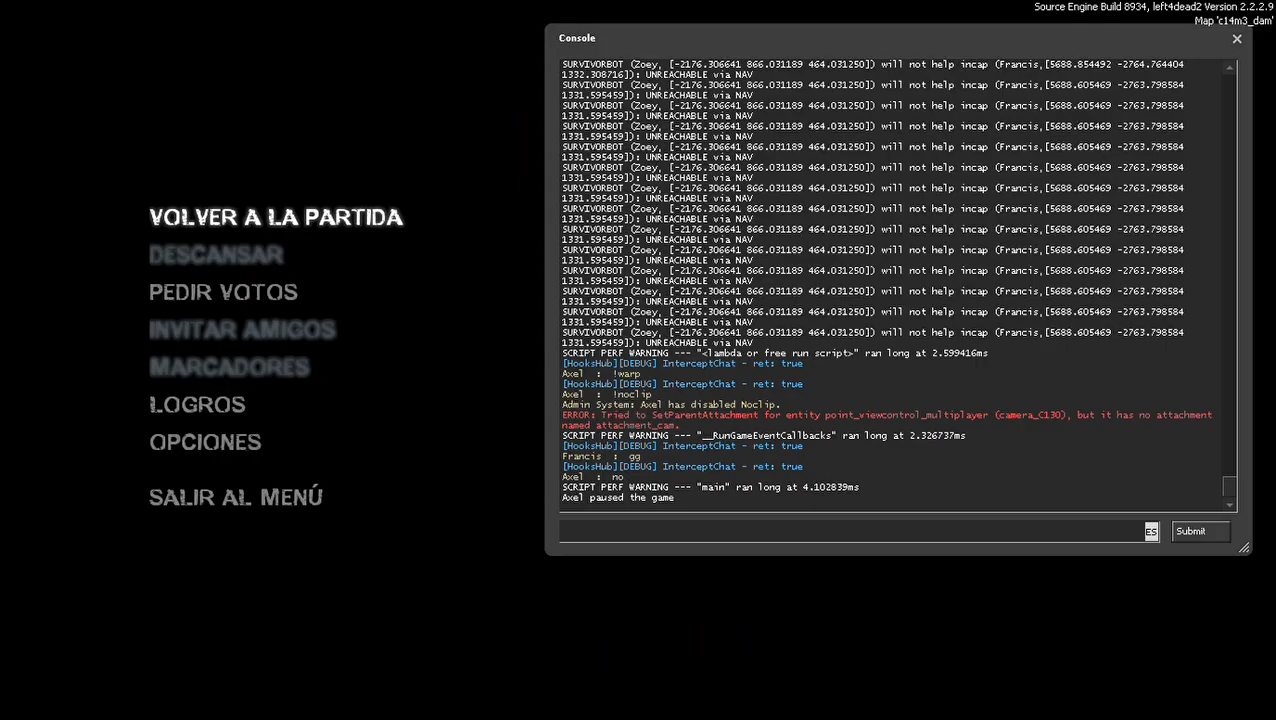 Source Engine Build 8934, left4dead2 Version 2.2.2.9
Map 'c14m3_dam'
VOLVER A LA PARTIDA
DESCANSAR
PEDIR VOTOS
INVITAR AMIGOS
MARCADORES
LOGROS
OPCIONES
SALIR AL MENÚ
Console
SURVIVORBOT (Zoey, [-2176.306641 866.031189 464.031250]) will not help incap (Francis,[5688.854492 -2764.764404
1332.308716]): UNREACHABLE via NAV
SURVIVORBOT (Zoey, [-2176.306641 866.031189 464.031250]) will not help incap (Francis,[5688.605469 -2763.798584
1331.595459]): UNREACHABLE via NAV
SURVIVORBOT (Zoey, [-2176.306641 866.031189 464.031250]) will not help incap (Francis,[5688.605469 -2763.798584
1331.595459]): UNREACHABLE via NAV
SURVIVORBOT (Zoey, [-2176.306641 866.031189 464.031250]) will not help incap (Francis,[5688.605469 -2763.798584
1331.595459]): UNREACHABLE via NAV
SURVIVORBOT (Zoey, [-2176.306641 866.031189 464.031250]) will not help incap (Francis,[5688.605469 -2763.798584
1331.595459]): UNREACHABLE via NAV
SURVIVORBOT (Zoey, [-2176.306641 866.031189 464.031250]) will not help incap (Francis,[5688.605469 -2763.798584
1331.595459]): UNREACHABLE via NAV
SURVIVORBOT (Zoey, [-2176.306641 866.031189 464.031250]) will not help incap (Francis,[5688.605469 -2763.798584
1331.595459]): UNREACHABLE via NAV
SURVIVORBOT (Zoey, [-2176.306641 866.031189 464.031250]) will not help incap (Francis,[5688.605469 -2763.798584
1331.595459]): UNREACHABLE via NAV
SURVIVORBOT (Zoey, [-2176.306641 866.031189 464.031250]) will not help incap (Francis,[5688.605469 -2763.798584
1331.595459]): UNREACHABLE via NAV
SURVIVORBOT (Zoey, [-2176.306641 866.031189 464.031250]) will not help incap (Francis,[5688.605469 -2763.798584
1331.595459]): UNREACHABLE via NAV
SURVIVORBOT (Zoey, [-2176.306641 866.031189 464.031250]) will not help incap (Francis,[5688.605469 -2763.798584
1331.595459]): UNREACHABLE via NAV
SURVIVORBOT (Zoey, [-2176.306641 866.031189 464.031250]) will not help incap (Francis,[5688.605469 -2763.798584
1331.595459]): UNREACHABLE via NAV
SURVIVORBOT (Zoey, [-2176.306641 866.031189 464.031250]) will not help incap (Francis,[5688.605469 -2763.798584
1331.595459]): UNREACHABLE via NAV
SURVIVORBOT (Zoey, [-2176.306641 866.031189 464.031250]) will not help incap (Francis,[5688.605469 -2763.798584
1331.595459]): UNREACHABLE via NAV
SCRIPT PERF WARNING --- "<lambda or free run script>" ran long at 2.599416ms
[HooksHub][DEBUG] InterceptChat - ret: true
Axel : !warp
[HooksHub][DEBUG] InterceptChat - ret: true
Axel : !noclip
Admin System: Axel has disabled Noclip.
ERROR: Tried to SetParentAttachment for entity point_viewcontrol_multiplayer (camera_C130), but it has no attachment
named attachment_cam.
SCRIPT PERF WARNING --- "__RunGameEventCallbacks" ran long at 2.326737ms
[HooksHub][DEBUG] InterceptChat - ret: true
Francis : gg
[HooksHub][DEBUG] InterceptChat - ret: true
Axel : no
SCRIPT PERF WARNING --- "main" ran long at 4.102839ms
Axel paused the game
ES
Submit